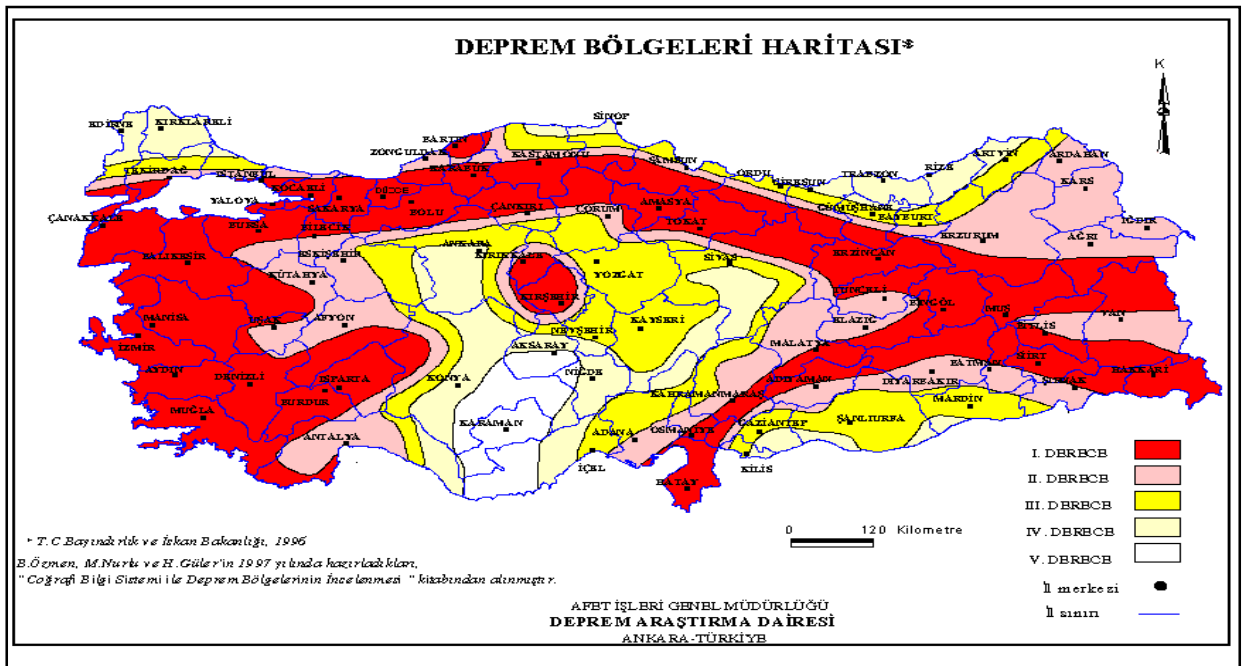 DEPREM BÖLGELERİ HARİTASI*
K
SİNOP
EDİRNE
KIRKLARELİ
BARTIN
ZONGULDAK
KASTAMONU
SAMSUN
ARTVİN
ARDAHAN
TEKİRDAĞ
İSTANBUL
KOCAELİ
KARABÜK
ORDU
GİRESUN
TRABZON
RİZE
KARS
YALOVA
SAKARYA
DÜZCE
BOLU
ÇANKIRI
ÇORUM
AMASYA
TOKAT
GÜMÜŞHANE
BAYBURT
IĞDIR
ÇANAKKALE
BURSA
BİLECİK
ERZURUM
AĞRI
ESKİŞEHİR
ANKARA
KIRIKKALE
YOZGAT
SİVAS
ERZİNCAN
BALIKESİR
KÜTAHYA
KIRŞEHİR
TUNCELİ
BİNGÖL
MUŞ
MANİSA
UŞAK
AFYON
NEVŞEHİR
KAYSERİ
ELAZIĞ
BİTLİS
VAN
İZMİR
AKSARAY
MALATYA
BATMAN
SİİRT
AYDIN
DENİZLİ
ISPARTA
KONYA
NİĞDE
ADIYAMAN
DİYARBAKIR
ŞIRNAK
HAKKARİ
BURDUR
KAHRAMANMARAŞ
MARDİN
MUĞLA
KARAMAN
ADANA
OSMANİYE
GAZİANTEP
ŞANLIURFA
ANTALYA
İÇEL
KİLİS
HATAY
I. DERECE
II. DERECE
III. DERECE
IV. DERECE
V. DERECE
İl merkezi
İl sınırı
0 120 Kilometre
* T.C.Bayındırlık ve İskan Bakanlığı, 1996
B.Özmen, M.Nurlu ve H.Güler'in 1997 yılında hazırladıkları,
"Coğrafi Bilgi Sistemi ile Deprem Bölgelerinin İncelenmesi " kitabından alınmıştır.
AFET İŞLERİ GENEL MÜDÜRLÜĞÜ
DEPREM ARAŞTIRMA DAİRESİ
ANKARA-TÜRKİYE